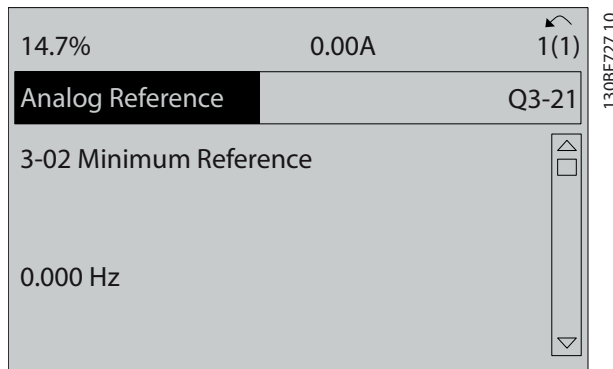 14.7% 0.00A 1(1)
Analog Reference Q3-21
3-02 Minimum Reference
0.000 Hz
130BF727.10